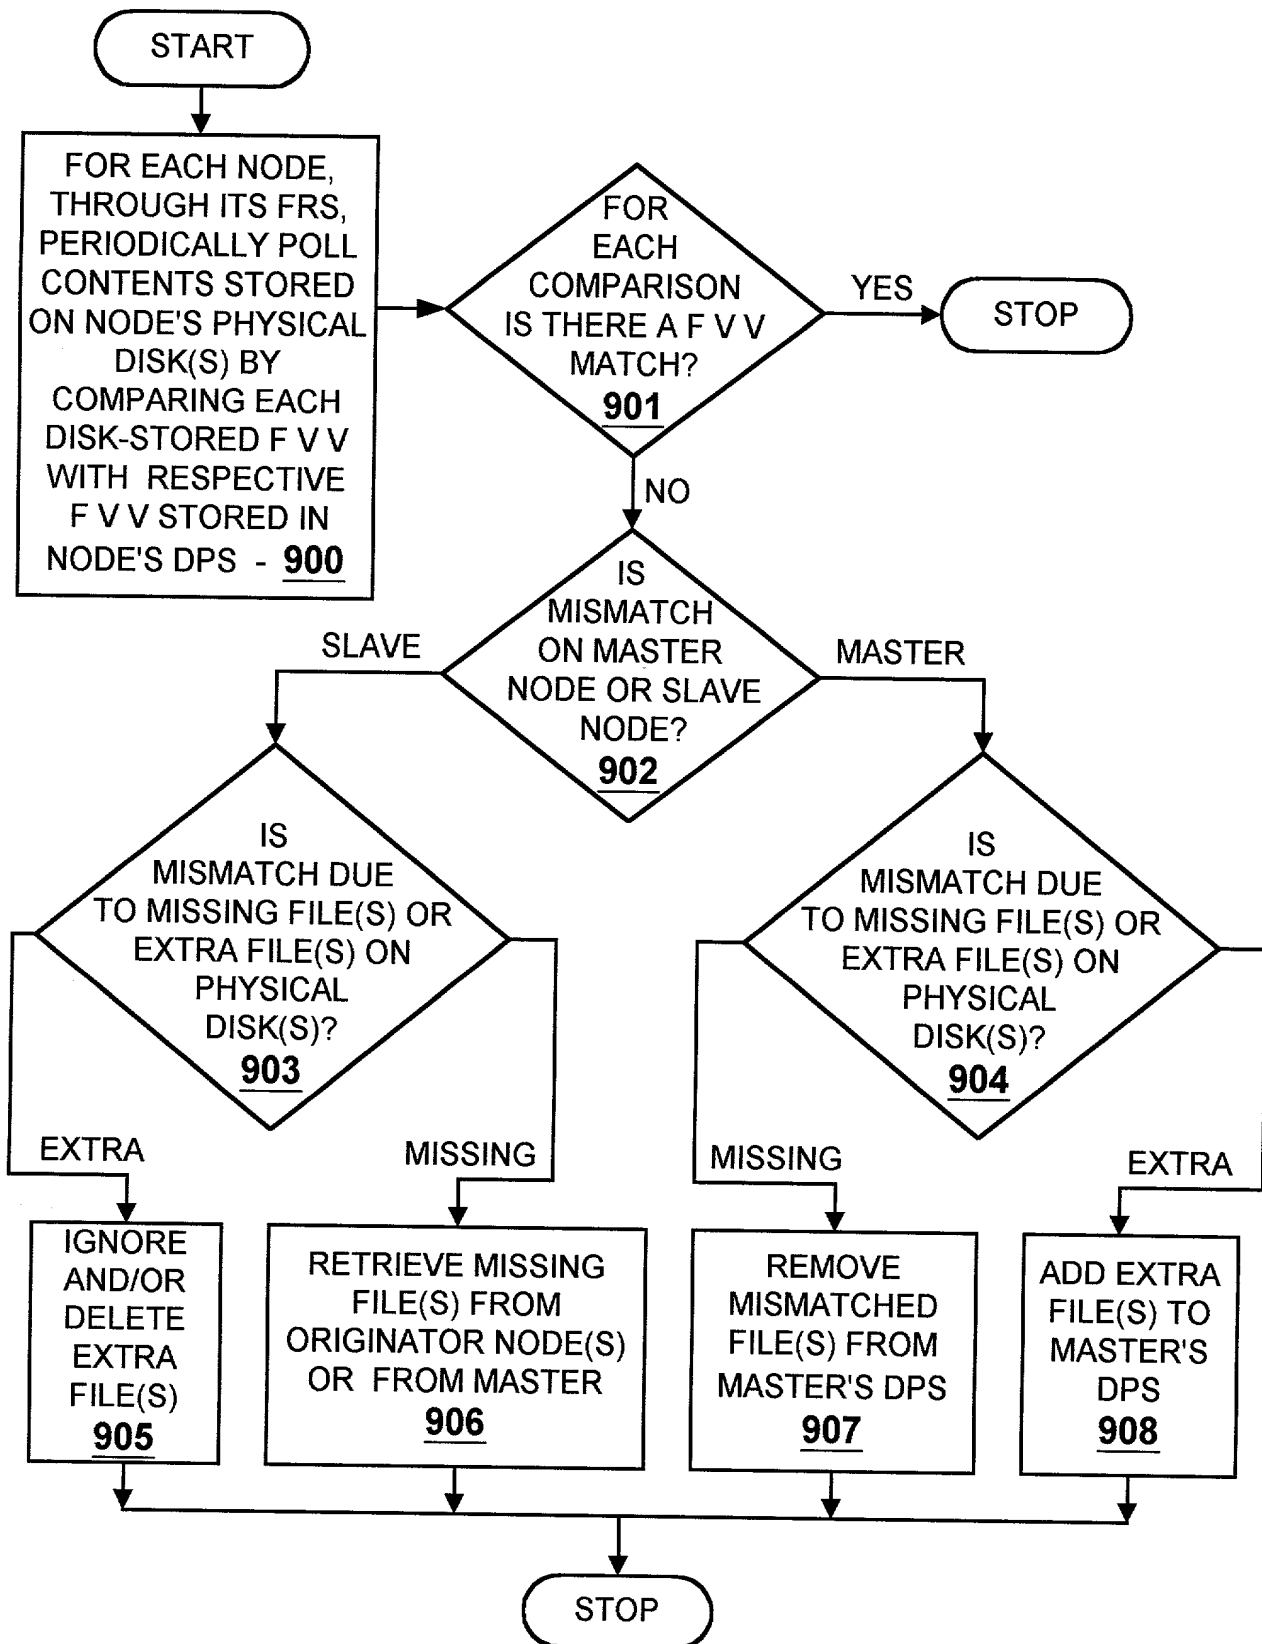 START
FOR EACH NODE,
THROUGH ITS FRS,
PERIODICALLY POLL
CONTENTS STORED
ON NODE'S PHYSICAL
DISK(S) BY
COMPARING EACH
DISK-STORED F V V
WITH RESPECTIVE
F V V STORED IN
NODE'S DPS - 900
FOR
EACH
COMPARISON
IS THERE A F V V
MATCH?
901
YES
STOP
NO
IS
MISMATCH
ON MASTER
NODE OR SLAVE
NODE?
902
SLAVE
MASTER
IS
MISMATCH DUE
TO MISSING FILE(S) OR
EXTRA FILE(S) ON
PHYSICAL
DISK(S)?
903
IS
MISMATCH DUE
TO MISSING FILE(S) OR
EXTRA FILE(S) ON
PHYSICAL
DISK(S)?
904
EXTRA
MISSING
MISSING
EXTRA
IGNORE
AND/OR
DELETE
EXTRA
FILE(S)
905
RETRIEVE MISSING
FILE(S) FROM
ORIGINATOR NODE(S)
OR FROM MASTER
906
REMOVE
MISMATCHED
FILE(S) FROM
MASTER'S DPS
907
ADD EXTRA
FILE(S) TO
MASTER'S
DPS
908
STOP